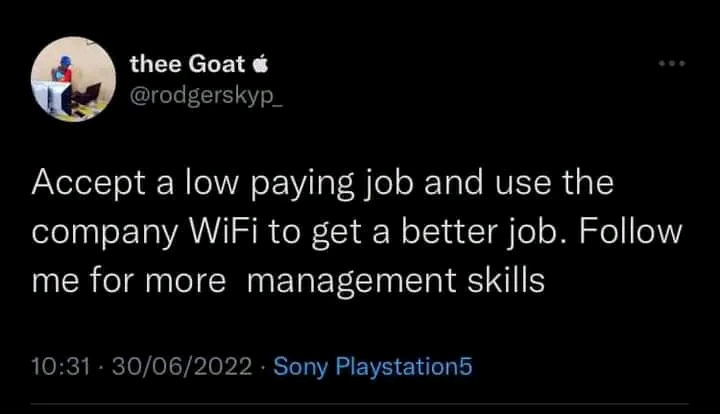 thee Goat 
@rodgerskyp_
Accept a low paying job and use the
company WiFi to get a better job. Follow
me for more  management skills
10:31 · 30/06/2022 · Sony Playstation5